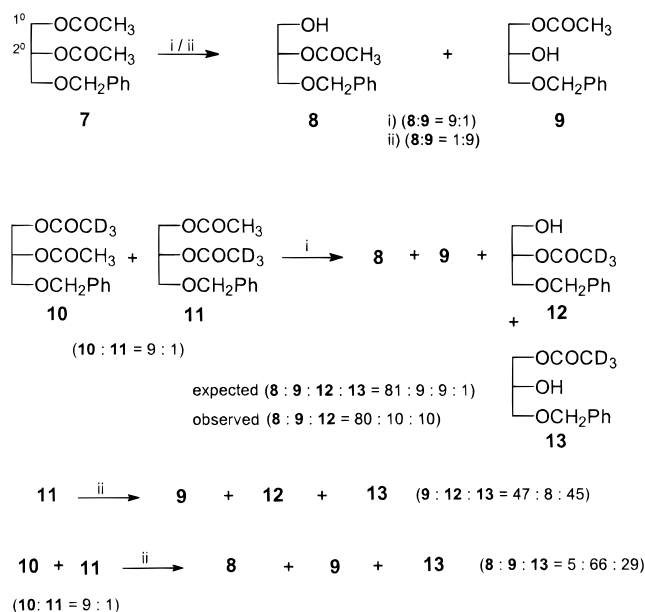 1⁰ OCOCH₃ OH OCOCH₃
2⁰ OCOCH₃ i / ii OCOCH₃ + OH
OCH₂Ph OCH₂Ph OCH₂Ph
7 8 9
i) (8:9 = 9:1)
ii) (8:9 = 1:9)
OCOCD₃ OCOCH₃ OH
OCOCH₃ + OCOCD₃ i 8 + 9 + OCOCD₃
OCH₂Ph OCH₂Ph OCH₂Ph
10 11 12
(10 : 11 = 9 : 1) +
OCOCD₃
expected (8 : 9 : 12 : 13 = 81 : 9 : 9 : 1) OH
observed (8 : 9 : 12 = 80 : 10 : 10) OCH₂Ph
13
11 ii 9 + 12 + 13 (9 : 12 : 13 = 47 : 8 : 45)
10 + 11 ii 8 + 9 + 13 (8 : 9 : 13 = 5 : 66 : 29)
(10: 11 = 9 : 1)